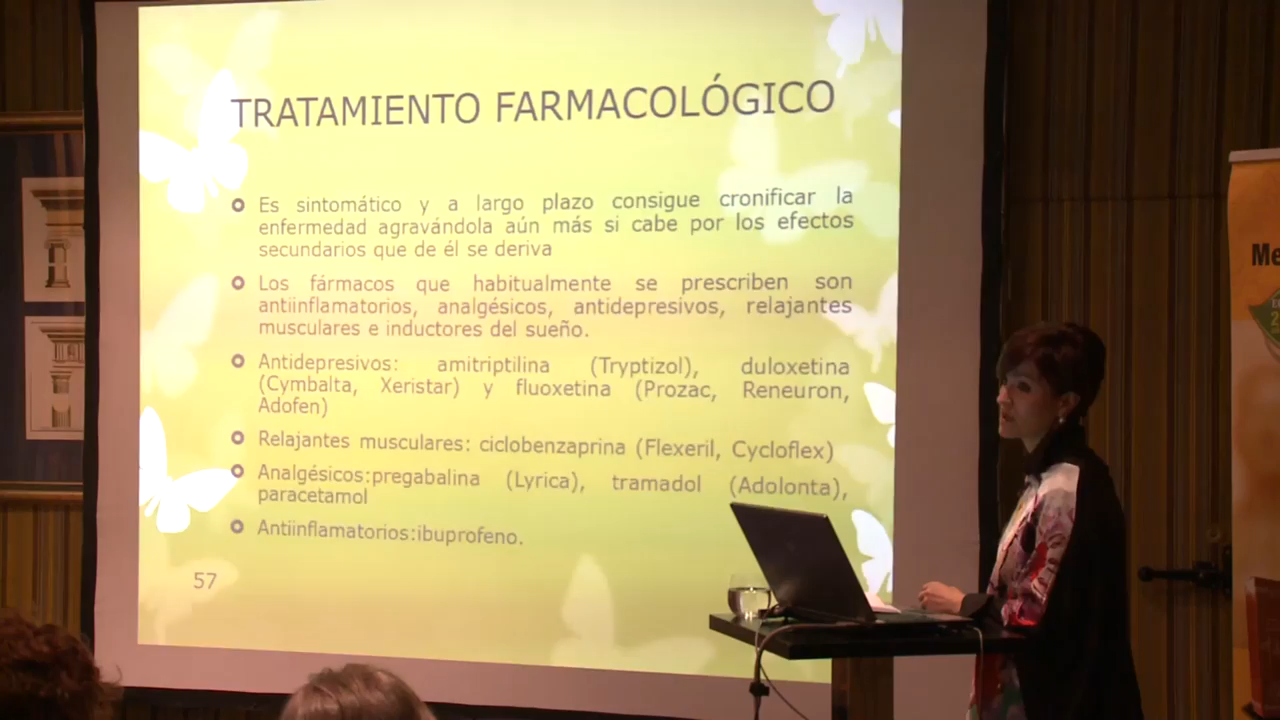 TRATAMIENTO FARMACOLÓGICO
Es sintomático y a largo plazo consigue cronificar la
enfermedad agravándola aún más si cabe por los efectos
secundarios que de él se deriva
Los fármacos que habitualmente se prescriben son
antiinflamatorios, analgésicos, antidepresivos, relajantes
musculares e inductores del sueño.
Antidepresivos: amitriptilina (Tryptizol), duloxetina
(Cymbalta, Xeristar) y fluoxetina (Prozac, Reneuron,
Adofen)
Relajantes musculares: ciclobenzaprina (Flexeril, Cycloflex)
Analgésicos:pregabalina (Lyrica), tramadol (Adolonta),
paracetamol
Antiinflamatorios:ibuprofeno.
57
Me